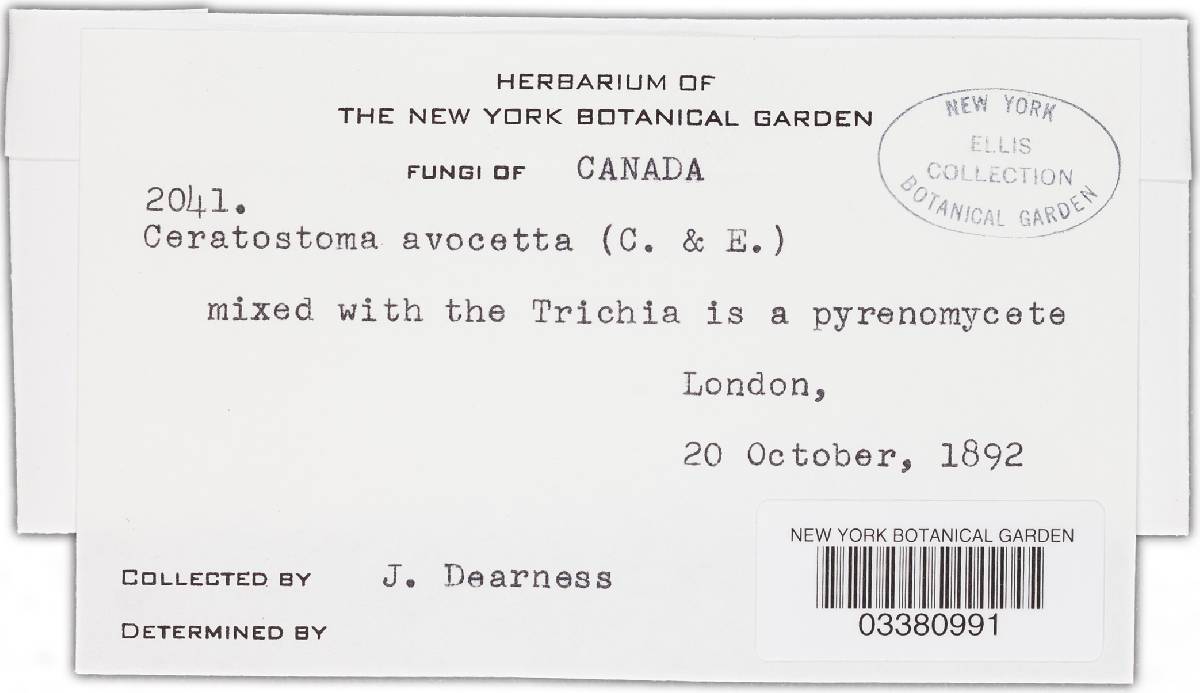 HERBARIUM OF
THE NEW YORK BOTANICAL GARDEN
FUNGI OF CANADA
NEW YORK
ELLIS
COLLECTION
BOTANICAL GARDEN
2041.
Ceratostoma avocetta (C. & E.)
mixed with the Trichia is a pyrenomycete
London,
20 October, 1892
NEW YORK BOTANICAL GARDEN
03380991
COLLECTED BY J. Dearness
DETERMINED BY